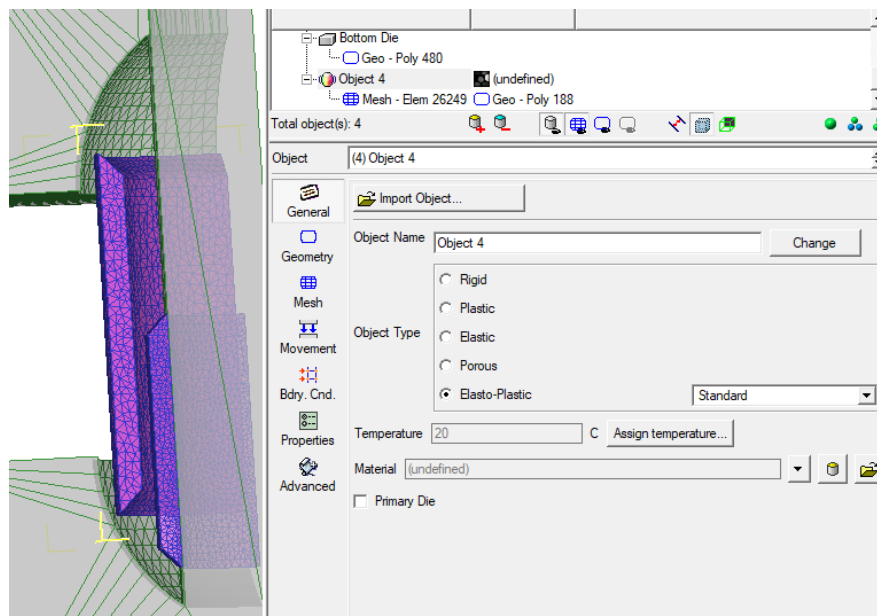 Bottom Die
Geo - Poly 480
Object 4 (undefined)
Mesh - Elem 26249 Geo - Poly 188
Total object(s): 4
Object (4) Object 4
General
Import Object...
Geometry
Object Name Object 4 Change
Mesh
Movement
Bdry. Cnd.
Properties
Advanced
Object Type
Rigid
Plastic
Elastic
Porous
Elasto-Plastic Standard
Temperature 20 C Assign temperature...
Material (undefined)
Primary Die